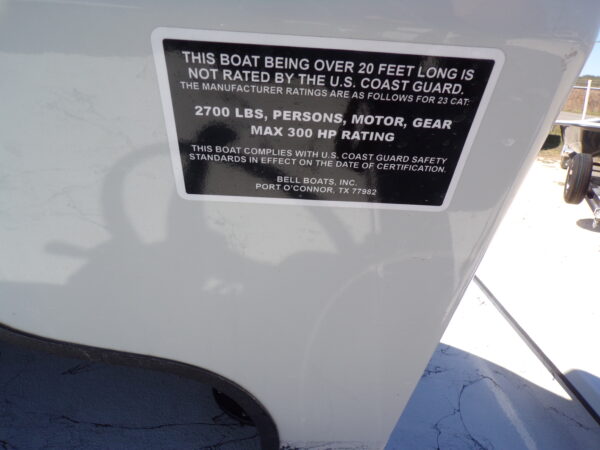 THIS BOAT BEING OVER 20 FEET LONG IS
NOT RATED BY THE U.S. COAST GUARD.
THE MANUFACTURER RATINGS ARE AS FOLLOWS FOR 23 CAT:
2700 LBS, PERSONS, MOTOR, GEAR
MAX 300 HP RATING
THIS BOAT COMPLIES WITH U.S. COAST GUARD SAFETY
STANDARDS IN EFFECT ON THE DATE OF CERTIFICATION.
BELL BOATS, INC.
PORT O'CONNOR, TX 77982